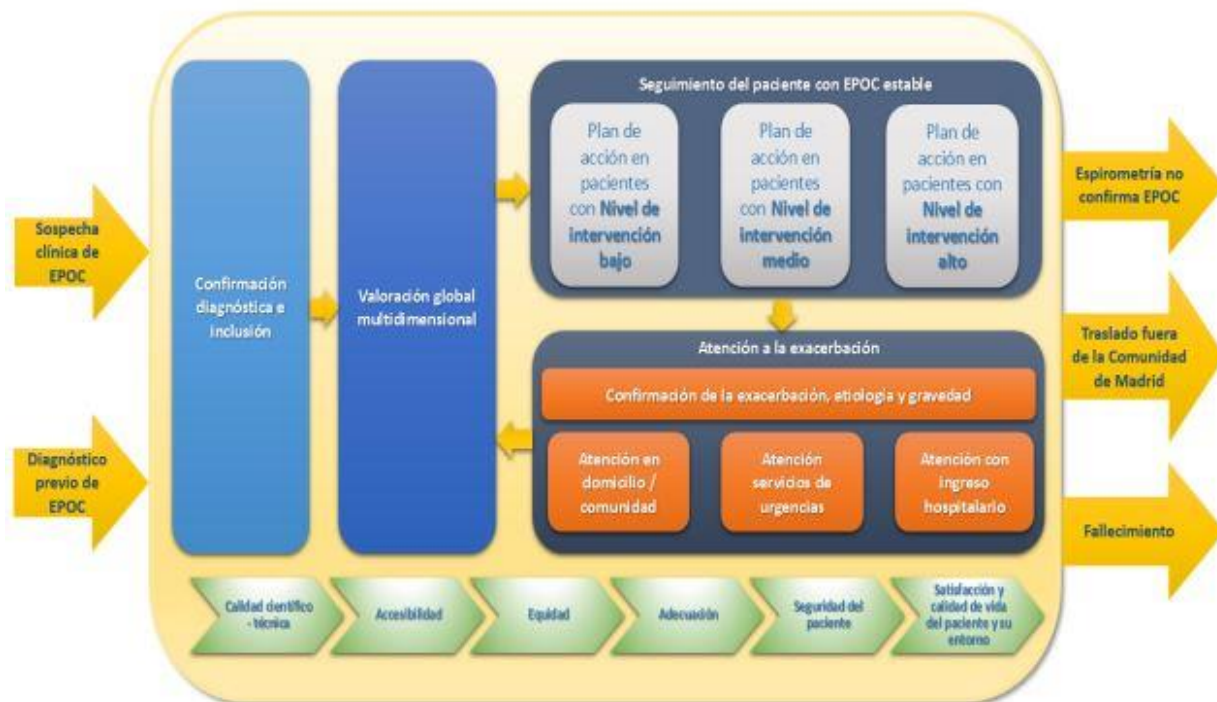 Sospecha
clínica de
EPOC
Diagnóstico
previo de
EPOC
Confirmación
diagnóstica e
inclusión
Valoración global
multidimensional
Seguimiento del paciente con EPOC estable
Plan de
acción en
pacientes
con Nivel de
intervención
bajo
Plan de
acción en
pacientes
con Nivel de
intervención
medio
Plan de
acción en
pacientes con
Nivel de
intervención
alto
Atención a la exacerbación
Confirmación de la exacerbación, etiología y gravedad
Atención en
domicilio /
comunidad
Atención
servicios de
urgencias
Atención con
ingreso
hospitalario
Espirometría no
confirma EPOC
Traslado fuera
de la Comunidad
de Madrid
Fallecimiento
Calidad científico
- técnica
Accesibilidad
Equidad
Adecuación
Seguridad del
paciente
Satisfacción y
calidad de vida
del paciente y su
entorno